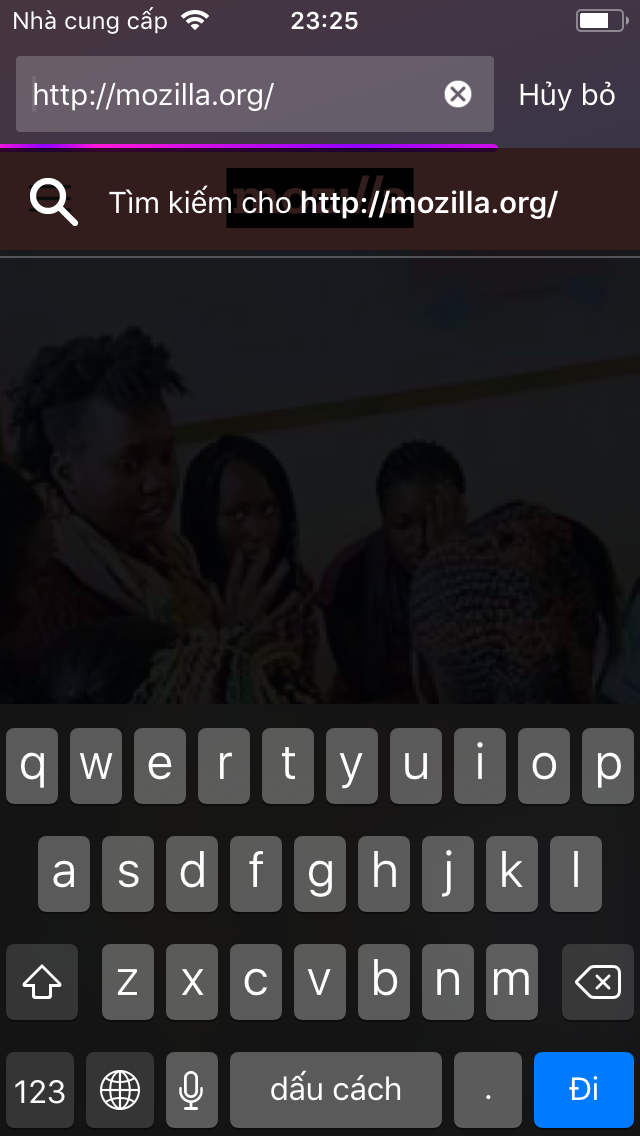 Nhà cung cấp 23:25
http://mozilla.org/ Hủy bỏ
Tìm kiếm cho http://mozilla.org/
moz://a
q w e r t y u i o p
a s d f g h j k l
z x c v b n m
123 dấu cách . Đi